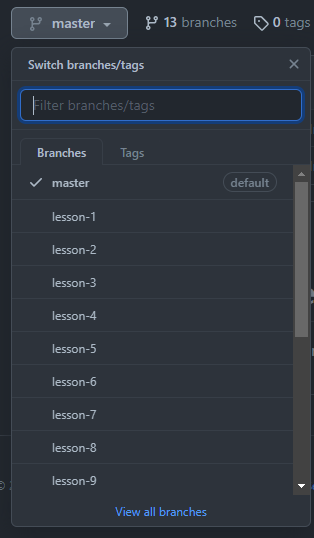 master 13 branches 0 tags
Switch branches/tags
Filter branches/tags
Branches Tags
master default
lesson-1
lesson-2
lesson-3
lesson-4
lesson-5
lesson-6
lesson-7
lesson-8
lesson-9
View all branches